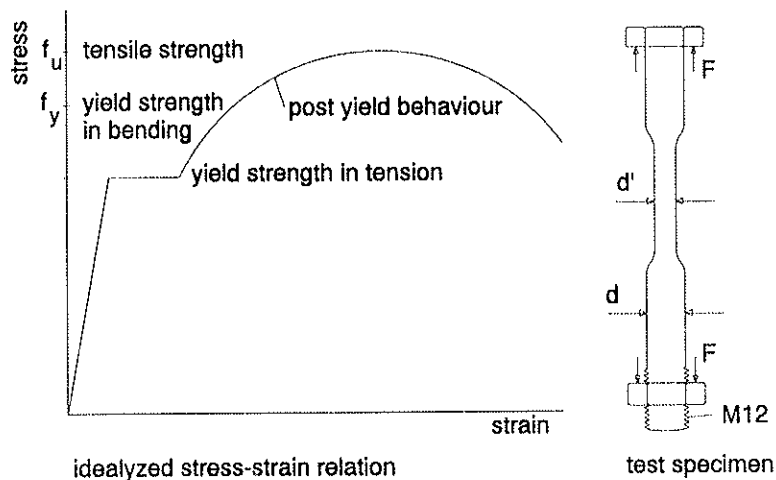 stress
f_u tensile strength
f_y yield strength
in bending
post yield behaviour
yield strength in tension
strain
idealyzed stress-strain relation
F
d'
d
F
M12
test specimen